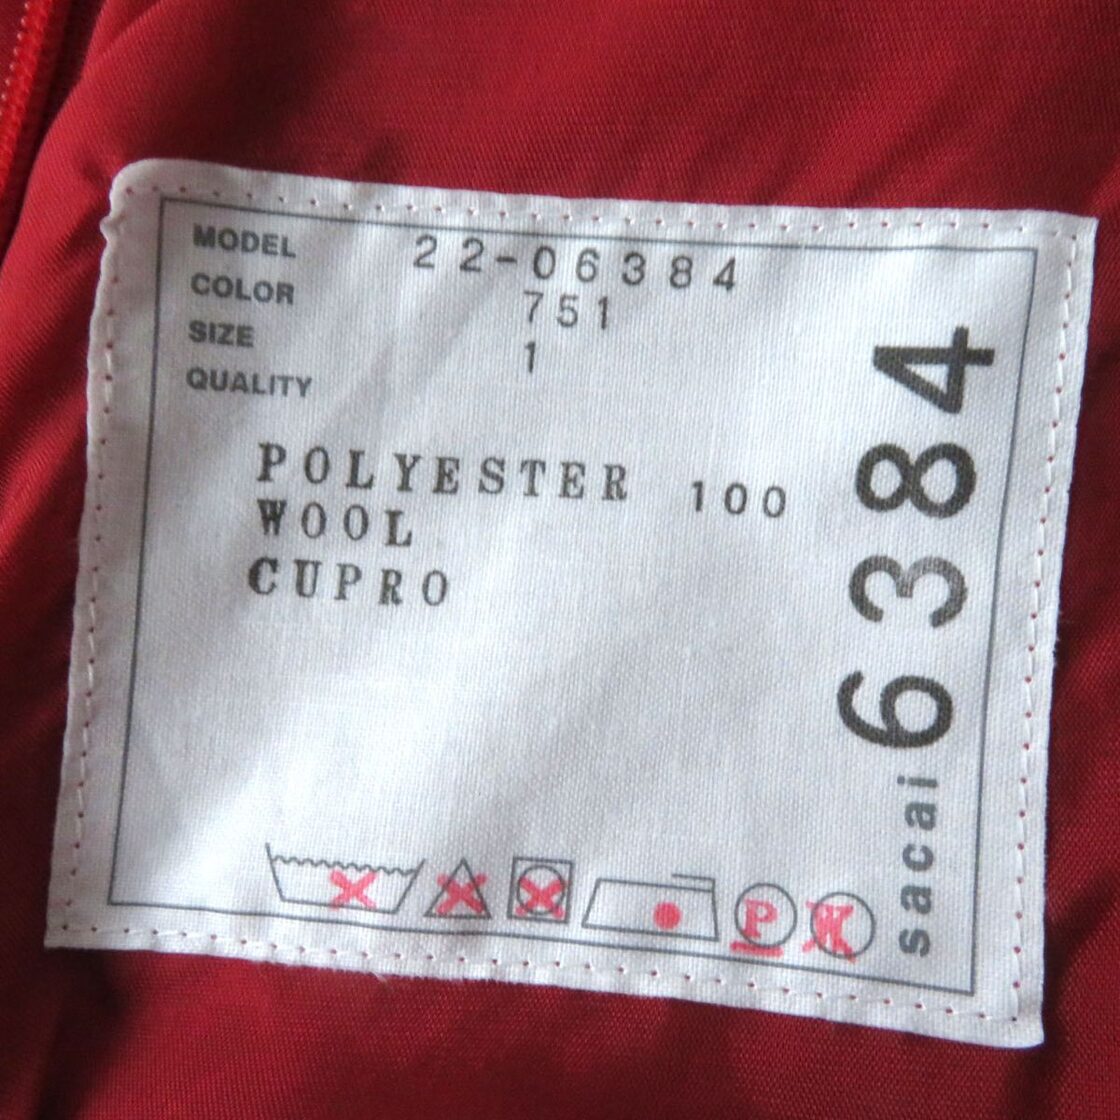 MODEL 22-06384
COLOR 751
SIZE 1
QUALITY
POLYESTER 100
WOOL
CUPRO
P W
sacai 6384